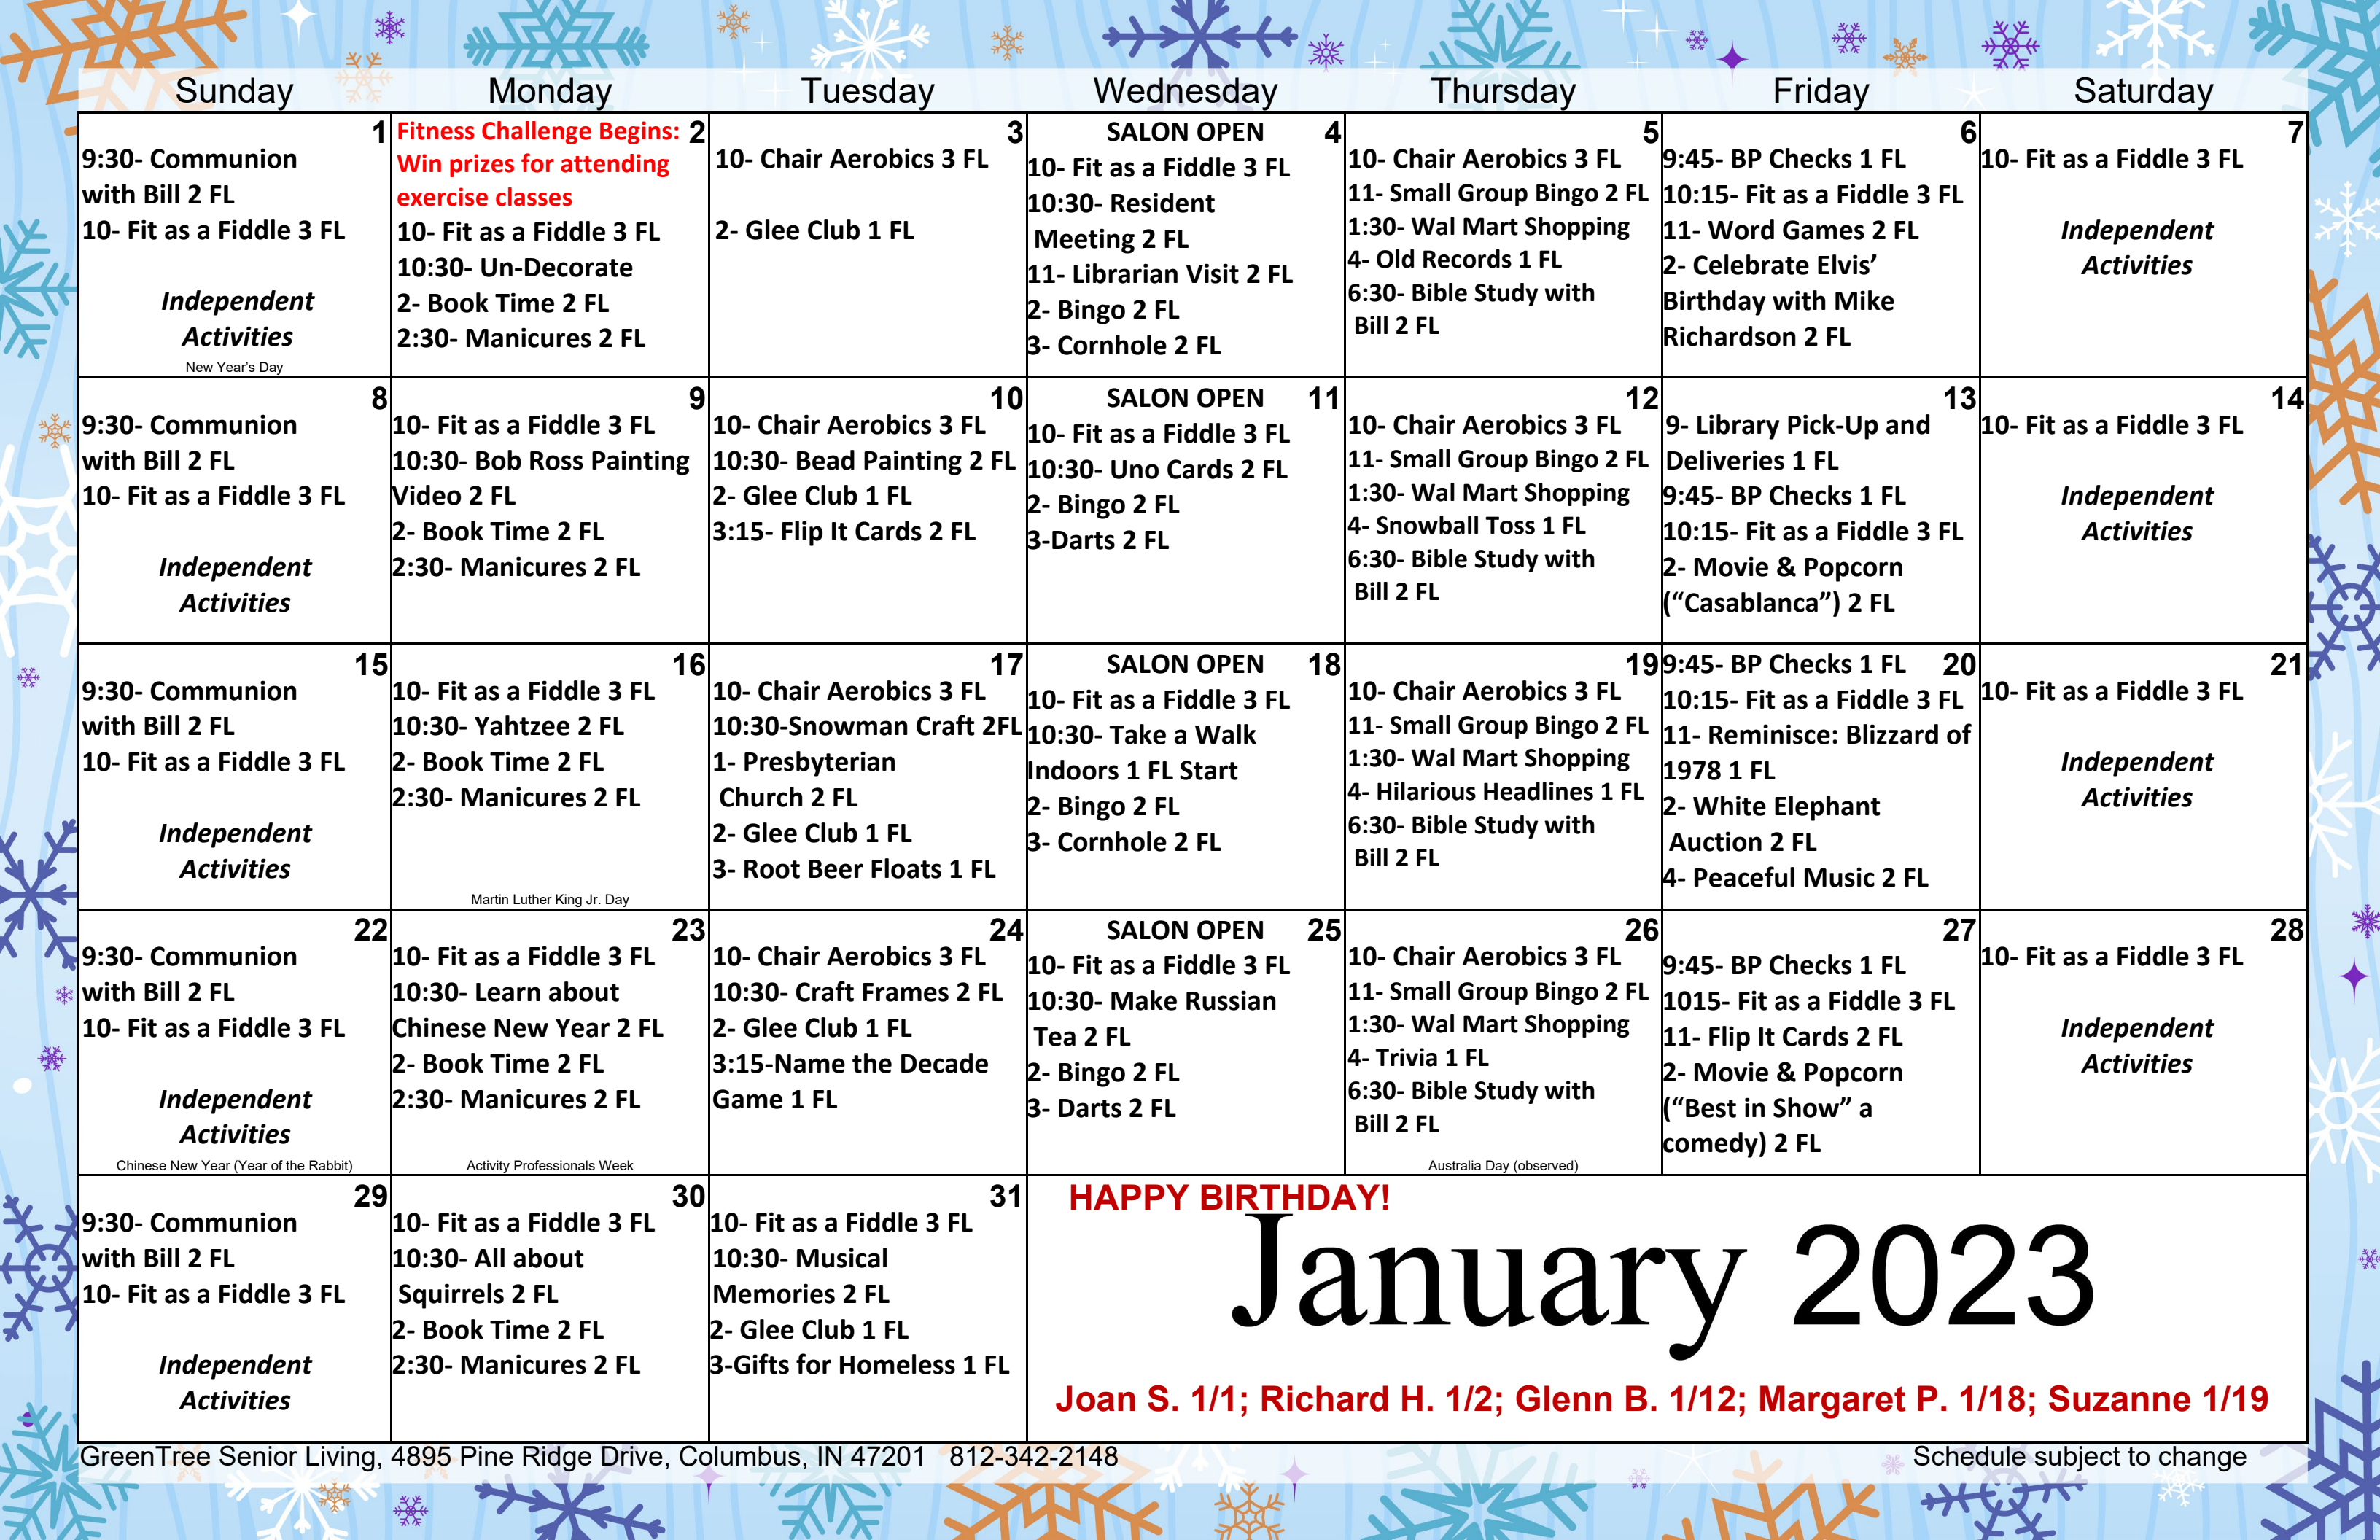 Sunday Monday Tuesday Wednesday Thursday Friday Saturday
1
9:30- Communion
with Bill 2 FL
10- Fit as a Fiddle 3 FL
Independent
Activities
New Year's Day
Fitness Challenge Begins: 2
Win prizes for attending
exercise classes
10- Fit as a Fiddle 3 FL
10:30- Un-Decorate
2- Book Time 2 FL
2:30- Manicures 2 FL
3
10- Chair Aerobics 3 FL
2- Glee Club 1 FL
SALON OPEN 4
10- Fit as a Fiddle 3 FL
10:30- Resident
Meeting 2 FL
11- Librarian Visit 2 FL
2- Bingo 2 FL
3- Cornhole 2 FL
5
10- Chair Aerobics 3 FL
11- Small Group Bingo 2 FL
1:30- Wal Mart Shopping
4- Old Records 1 FL
6:30- Bible Study with
Bill 2 FL
6
9:45- BP Checks 1 FL
10:15- Fit as a Fiddle 3 FL
11- Word Games 2 FL
2- Celebrate Elvis’
Birthday with Mike
Richardson 2 FL
7
10- Fit as a Fiddle 3 FL
Independent
Activities
8
9:30- Communion
with Bill 2 FL
10- Fit as a Fiddle 3 FL
Independent
Activities
9
10- Fit as a Fiddle 3 FL
10:30- Bob Ross Painting
Video 2 FL
2- Book Time 2 FL
2:30- Manicures 2 FL
10
10- Chair Aerobics 3 FL
10:30- Bead Painting 2 FL
2- Glee Club 1 FL
3:15- Flip It Cards 2 FL
SALON OPEN 11
10- Fit as a Fiddle 3 FL
10:30- Uno Cards 2 FL
2- Bingo 2 FL
3-Darts 2 FL
12
10- Chair Aerobics 3 FL
11- Small Group Bingo 2 FL
1:30- Wal Mart Shopping
4- Snowball Toss 1 FL
6:30- Bible Study with
Bill 2 FL
13
9- Library Pick-Up and
Deliveries 1 FL
9:45- BP Checks 1 FL
10:15- Fit as a Fiddle 3 FL
2- Movie & Popcorn
(“Casablanca”) 2 FL
14
10- Fit as a Fiddle 3 FL
Independent
Activities
15
9:30- Communion
with Bill 2 FL
10- Fit as a Fiddle 3 FL
Independent
Activities
16
10- Fit as a Fiddle 3 FL
10:30- Yahtzee 2 FL
2- Book Time 2 FL
2:30- Manicures 2 FL
Martin Luther King Jr. Day
17
10- Chair Aerobics 3 FL
10:30-Snowman Craft 2FL
1- Presbyterian
Church 2 FL
2- Glee Club 1 FL
3- Root Beer Floats 1 FL
SALON OPEN 18
10- Fit as a Fiddle 3 FL
10:30- Take a Walk
Indoors 1 FL Start
2- Bingo 2 FL
3- Cornhole 2 FL
19
10- Chair Aerobics 3 FL
11- Small Group Bingo 2 FL
1:30- Wal Mart Shopping
4- Hilarious Headlines 1 FL
6:30- Bible Study with
Bill 2 FL
9:45- BP Checks 1 FL 20
10:15- Fit as a Fiddle 3 FL
11- Reminisce: Blizzard of
1978 1 FL
2- White Elephant
Auction 2 FL
4- Peaceful Music 2 FL
21
10- Fit as a Fiddle 3 FL
Independent
Activities
22
9:30- Communion
with Bill 2 FL
10- Fit as a Fiddle 3 FL
Independent
Activities
Chinese New Year (Year of the Rabbit)
23
10- Fit as a Fiddle 3 FL
10:30- Learn about
Chinese New Year 2 FL
2- Book Time 2 FL
2:30- Manicures 2 FL
Activity Professionals Week
24
10- Chair Aerobics 3 FL
10:30- Craft Frames 2 FL
2- Glee Club 1 FL
3:15-Name the Decade
Game 1 FL
SALON OPEN 25
10- Fit as a Fiddle 3 FL
10:30- Make Russian
Tea 2 FL
2- Bingo 2 FL
3- Darts 2 FL
26
10- Chair Aerobics 3 FL
11- Small Group Bingo 2 FL
1:30- Wal Mart Shopping
4- Trivia 1 FL
6:30- Bible Study with
Bill 2 FL
Australia Day (observed)
27
9:45- BP Checks 1 FL
1015- Fit as a Fiddle 3 FL
11- Flip It Cards 2 FL
2- Movie & Popcorn
(“Best in Show” a
comedy) 2 FL
28
10- Fit as a Fiddle 3 FL
Independent
Activities
29
9:30- Communion
with Bill 2 FL
10- Fit as a Fiddle 3 FL
Independent
Activities
30
10- Fit as a Fiddle 3 FL
10:30- All about
Squirrels 2 FL
2- Book Time 2 FL
2:30- Manicures 2 FL
31
10- Fit as a Fiddle 3 FL
10:30- Musical
Memories 2 FL
2- Glee Club 1 FL
3-Gifts for Homeless 1 FL
HAPPY BIRTHDAY!
January 2023
Joan S. 1/1; Richard H. 1/2; Glenn B. 1/12; Margaret P. 1/18; Suzanne 1/19
GreenTree Senior Living, 4895 Pine Ridge Drive, Columbus, IN 47201 812-342-2148
Schedule subject to change